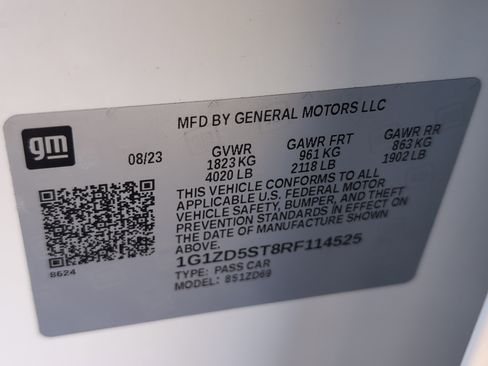 MFD BY GENERAL MOTORS LLC
gm
08/23 GVWR GAWR FRT GAWR RR
1823 KG 961 KG 863 KG
4020 LB 2118 LB 1902 LB
THIS VEHICLE CONFORMS TO ALL
APPLICABLE U.S. FEDERAL MOTOR
VEHICLE SAFETY, BUMPER, AND THEFT
PREVENTION STANDARDS IN EFFECT ON
THE DATE OF MANUFACTURE SHOWN
ABOVE.
1G1ZD5ST8RF114525
TYPE: PASS CAR
MODEL: 851ZD69
8624